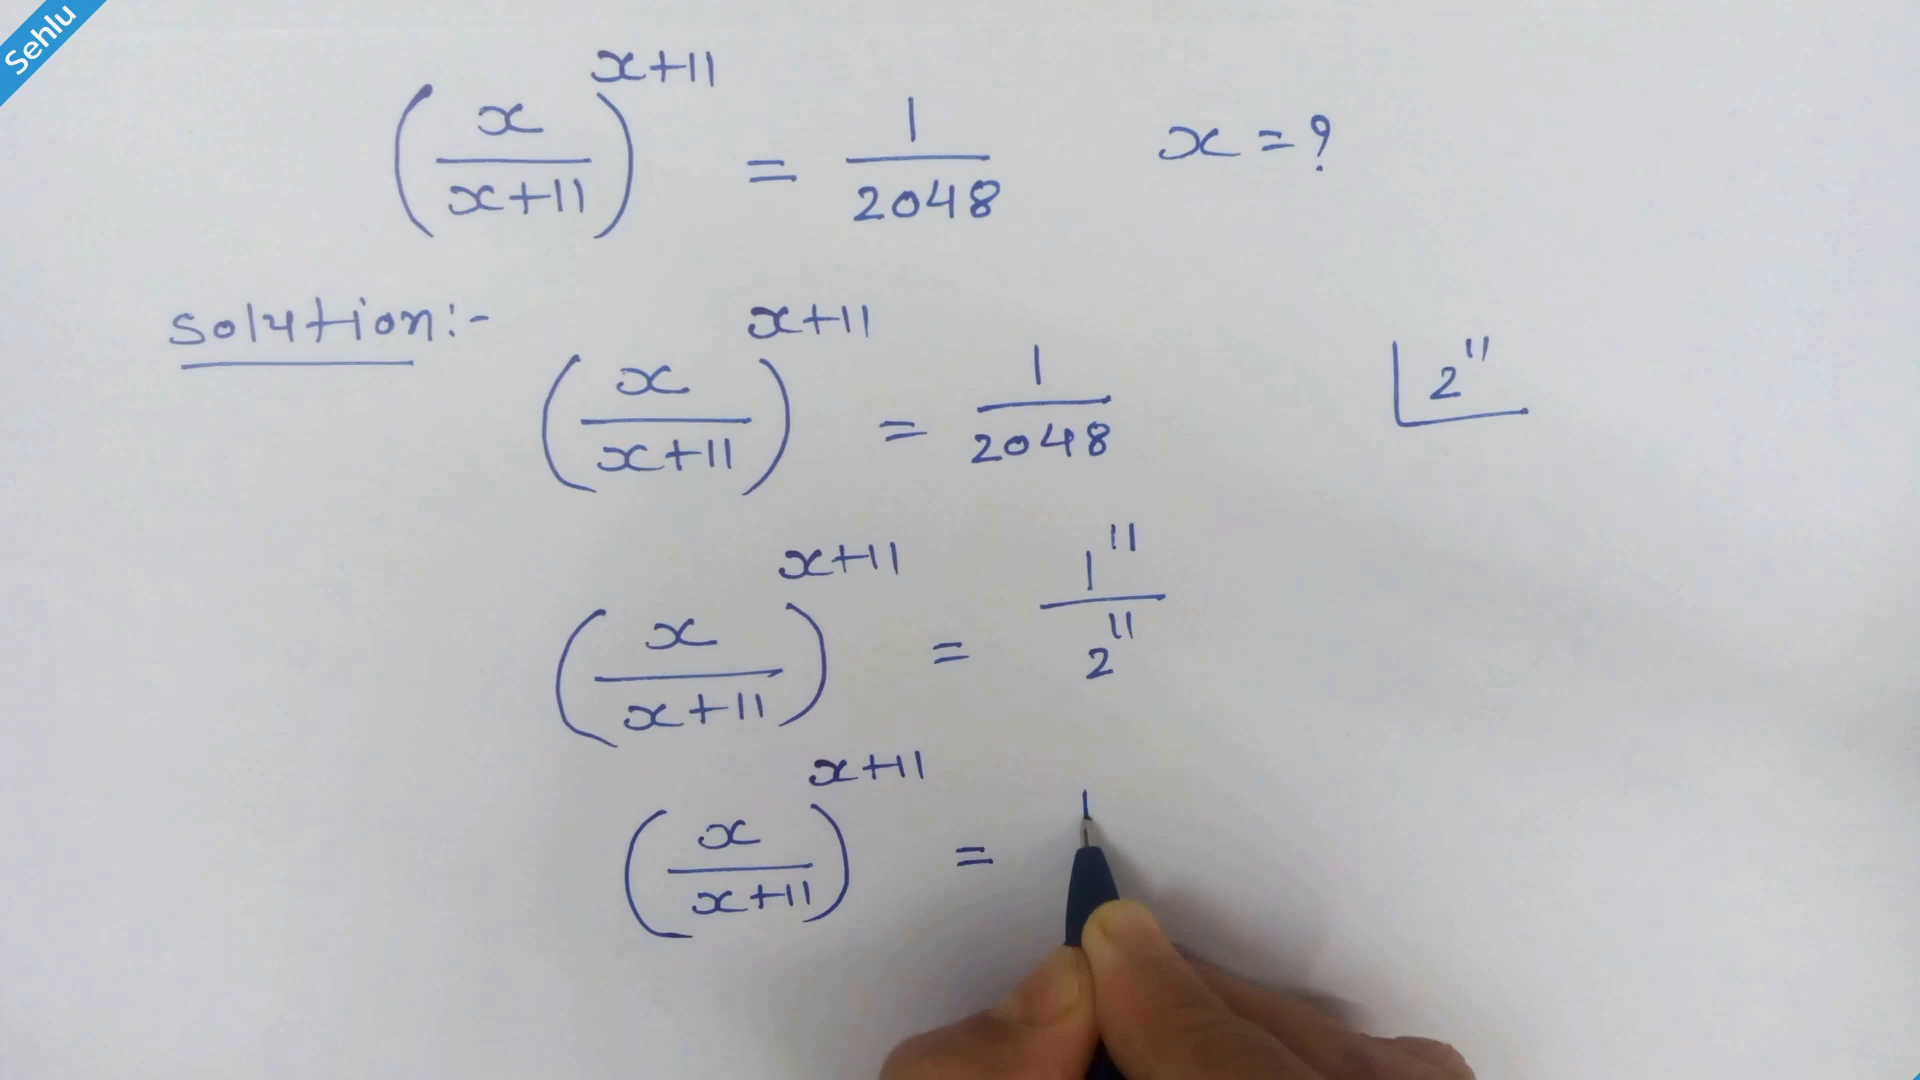 Sehlu
(x/(x+11))^(x+11) = 1/2048   x = ?
Solution:- (x/(x+11))^(x+11) = 1/2048   2^11
(x/(x+11))^(x+11) = 1^11/2^11
(x/(x+11))^(x+11) = 1